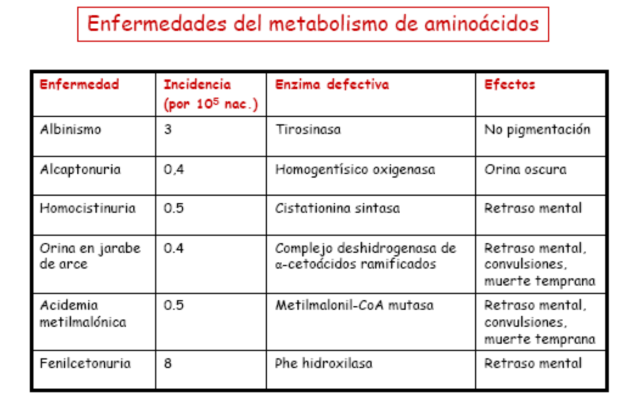 Enfermedades del metabolismo de aminoácidos
Enfermedad Incidencia Enzima defectiva Efectos
(por 10⁵ nac.)
Albinismo 3 Tirosinasa No pigmentación
Alcaptonuria 0,4 Homogentísico oxigenasa Orina oscura
Homocistinuria 0.5 Cistationina sintasa Retraso mental
Orina en jarabe 0.4 Complejo deshidrogenasa de Retraso mental,
de arce α-cetoácidos ramificados convulsiones,
muerte temprana
Acidemia 0.5 Metilmalonil-CoA mutasa Retraso mental,
metilmalónica convulsiones,
muerte temprana
Fenilcetonuria 8 Phe hidroxilasa Retraso mental